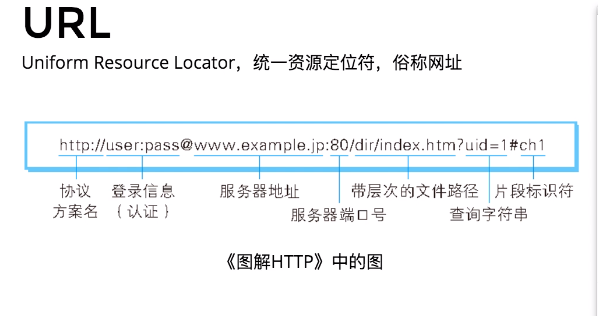 URL
Uniform Resource Locator，统一资源定位符，俗称网址
http://user:pass@www.example.jp:80/dir/index.htm?uid=1#ch1
协议 登录信息 服务器地址 带层次的文件路径 片段标识符
方案名 （认证） 服务器端口号 查询字符串
《图解HTTP》中的图